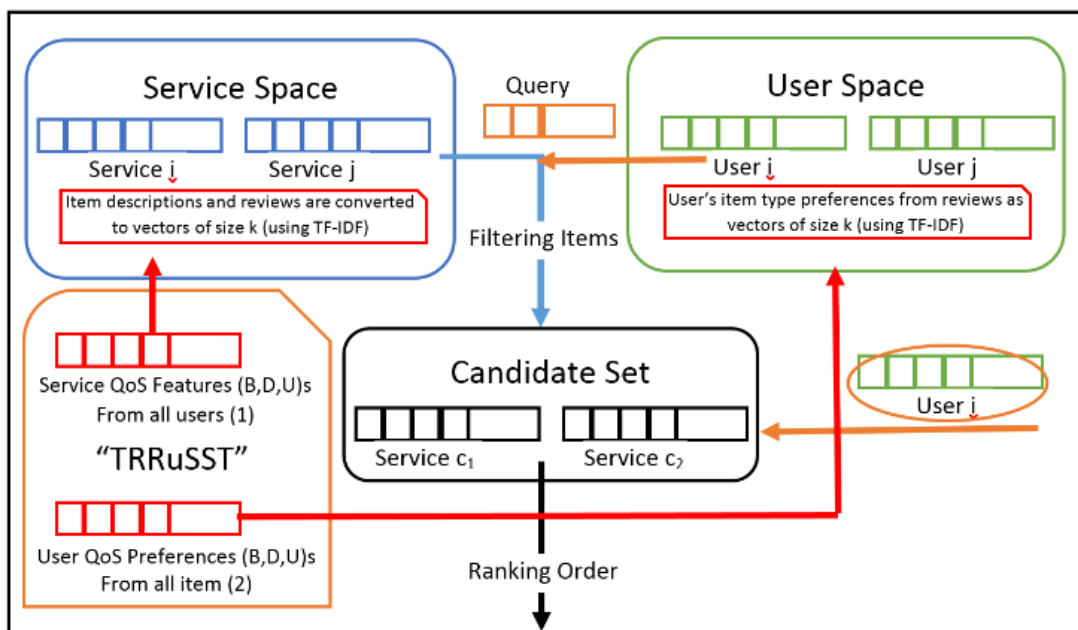 Service Space
Service i
Service j
Item descriptions and reviews are converted
to vectors of size k (using TF-IDF)
Query
Filtering Items
User Space
User i
User j
User's item type preferences from reviews as
vectors of size k (using TF-IDF)
Service QoS Features (B,D,U)s
From all users (1)
“TRRuSST”
User QoS Preferences (B,D,U)s
From all item (2)
Candidate Set
Service c₁
Service c₂
User i
Ranking Order